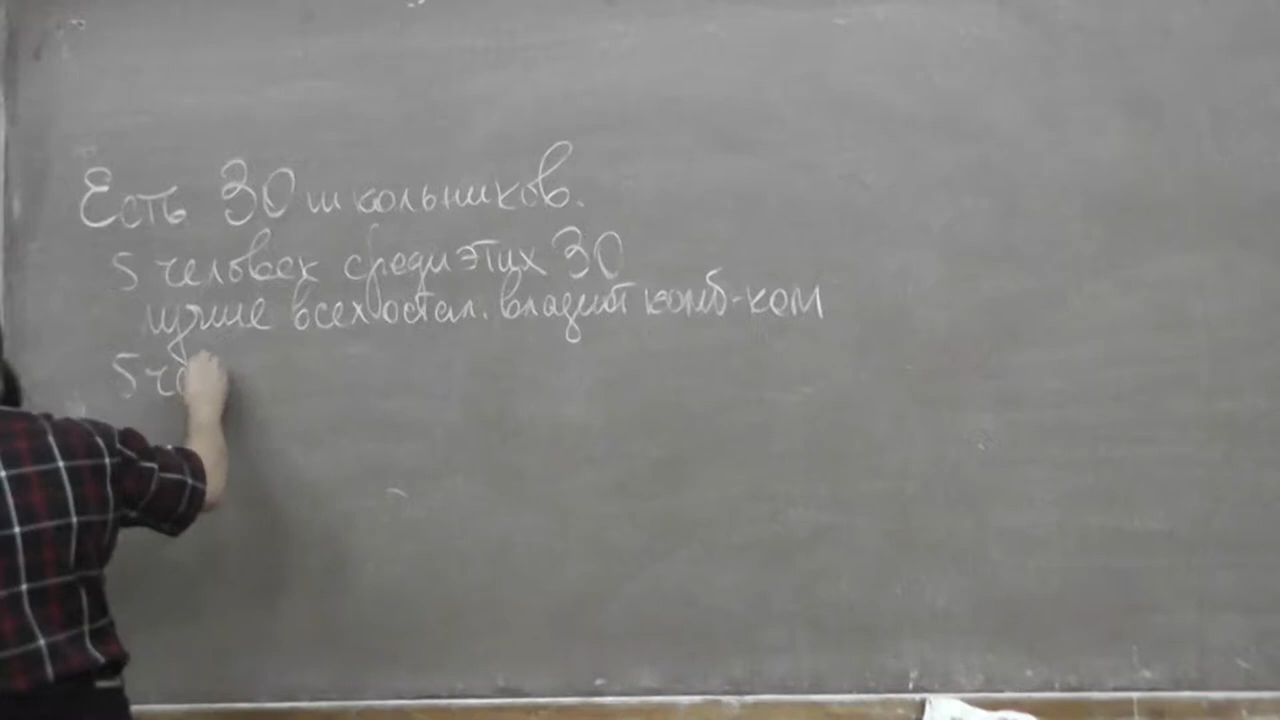 Есть 30 школьников.
5 человек среди этих 30
лучше всех остал. владеют комб-кой
5 че